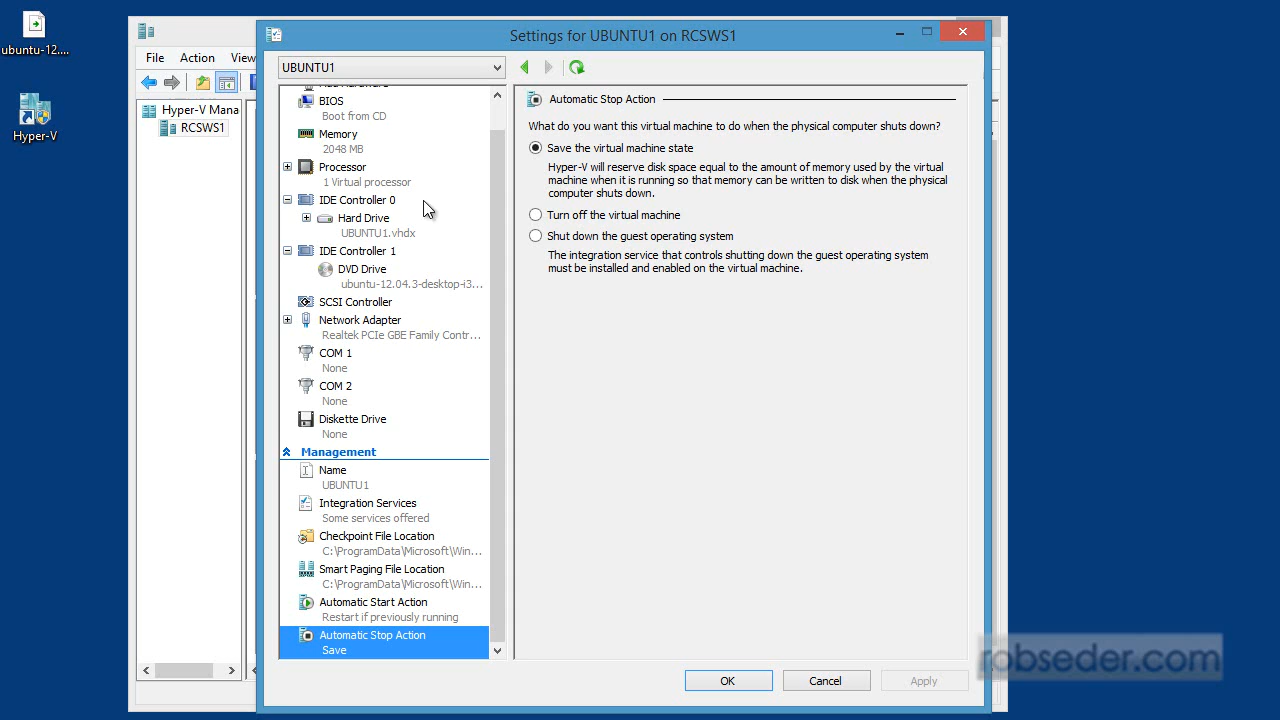 ubuntu-12....
Hyper-V
File Action View
Hyper-V Mana
RCSWS1
Settings for UBUNTU1 on RCSWS1
UBUNTU1
BIOS
Boot from CD
Memory
2048 MB
Processor
1 Virtual processor
IDE Controller 0
Hard Drive
UBUNTU1.vhdx
IDE Controller 1
DVD Drive
ubuntu-12.04.3-desktop-i3...
SCSI Controller
Network Adapter
Realtek PCIe GBE Family Contr...
COM 1
None
COM 2
None
Diskette Drive
None
Management
Name
UBUNTU1
Integration Services
Some services offered
Checkpoint File Location
C:\ProgramData\Microsoft\Win...
Smart Paging File Location
C:\ProgramData\Microsoft\Win...
Automatic Start Action
Restart if previously running
Automatic Stop Action
Save
Automatic Stop Action
What do you want this virtual machine to do when the physical computer shuts down?
Save the virtual machine state
Hyper-V will reserve disk space equal to the amount of memory used by the virtual
machine when it is running so that memory can be written to disk when the physical
computer shuts down.
Turn off the virtual machine
Shut down the guest operating system
The integration service that controls shutting down the guest operating system
must be installed and enabled on the virtual machine.
OK Cancel Apply
robseder.com